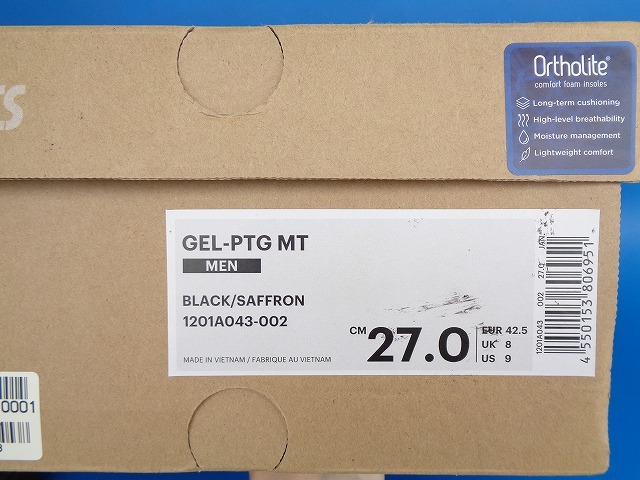 OrthoLite®
comfort foam insoles
Long-term cushioning
High-level breathability
Moisture management
Lightweight comfort
GEL-PTG MT
MEN
BLACK/SAFFRON
1201A043-002
MADE IN VIETNAM / FABRIQUE AU VIETNAM
CM 27.0
EUR 42.5
UK 8
US 9
1201A043 002 27.0 JAN
4 550153 806951
0001